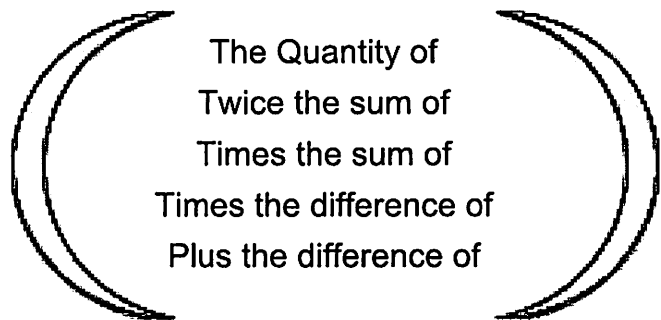 The Quantity of
Twice the sum of
Times the sum of
Times the difference of
Plus the difference of